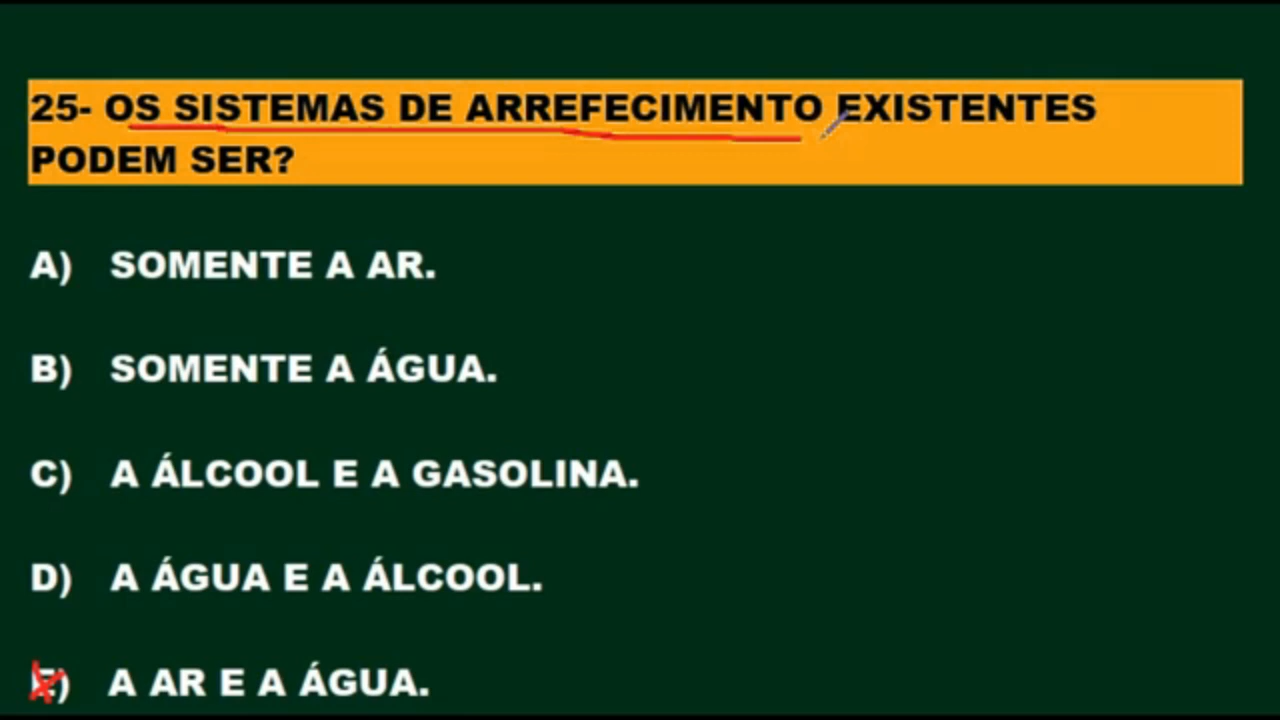 25- OS SISTEMAS DE ARREFECIMENTO EXISTENTES
PODEM SER?
A) SOMENTE A AR.
B) SOMENTE A ÁGUA.
C) A ÁLCOOL E A GASOLINA.
D) A ÁGUA E A ÁLCOOL.
E) A AR E A ÁGUA.